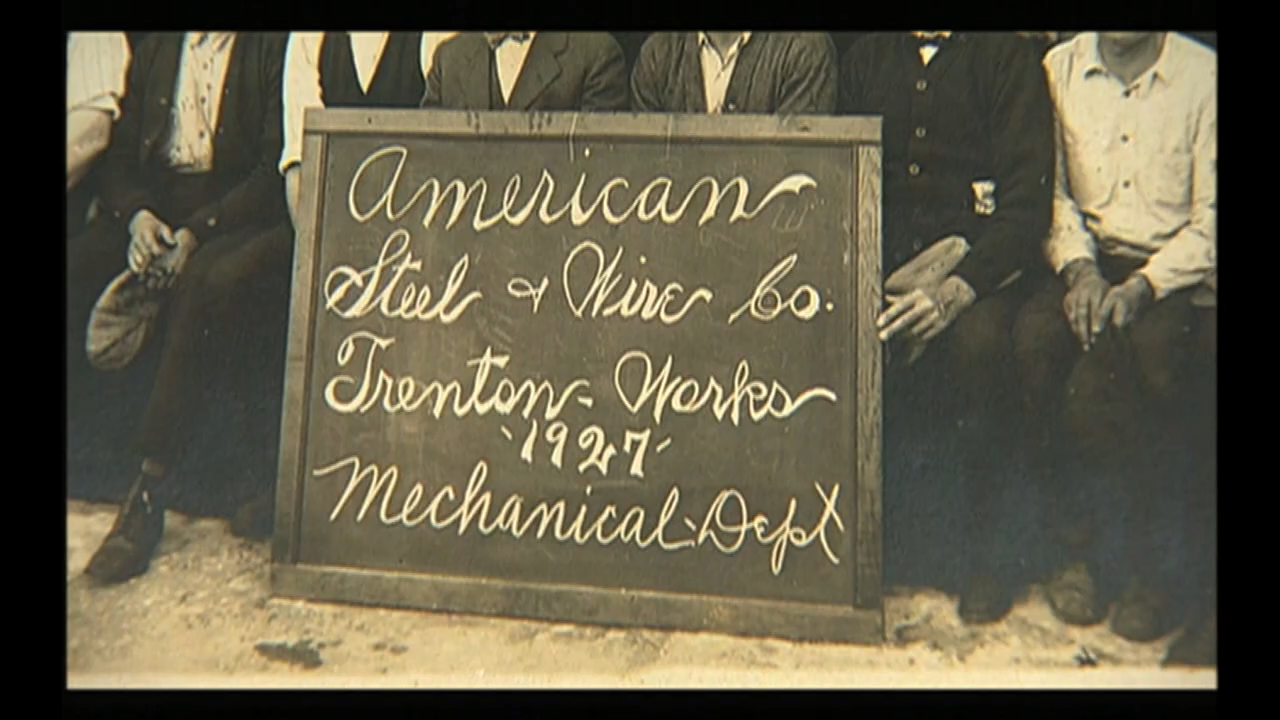 American
Steel & Wire Co.
Trenton- Works
-1927-
Mechanical-Dept